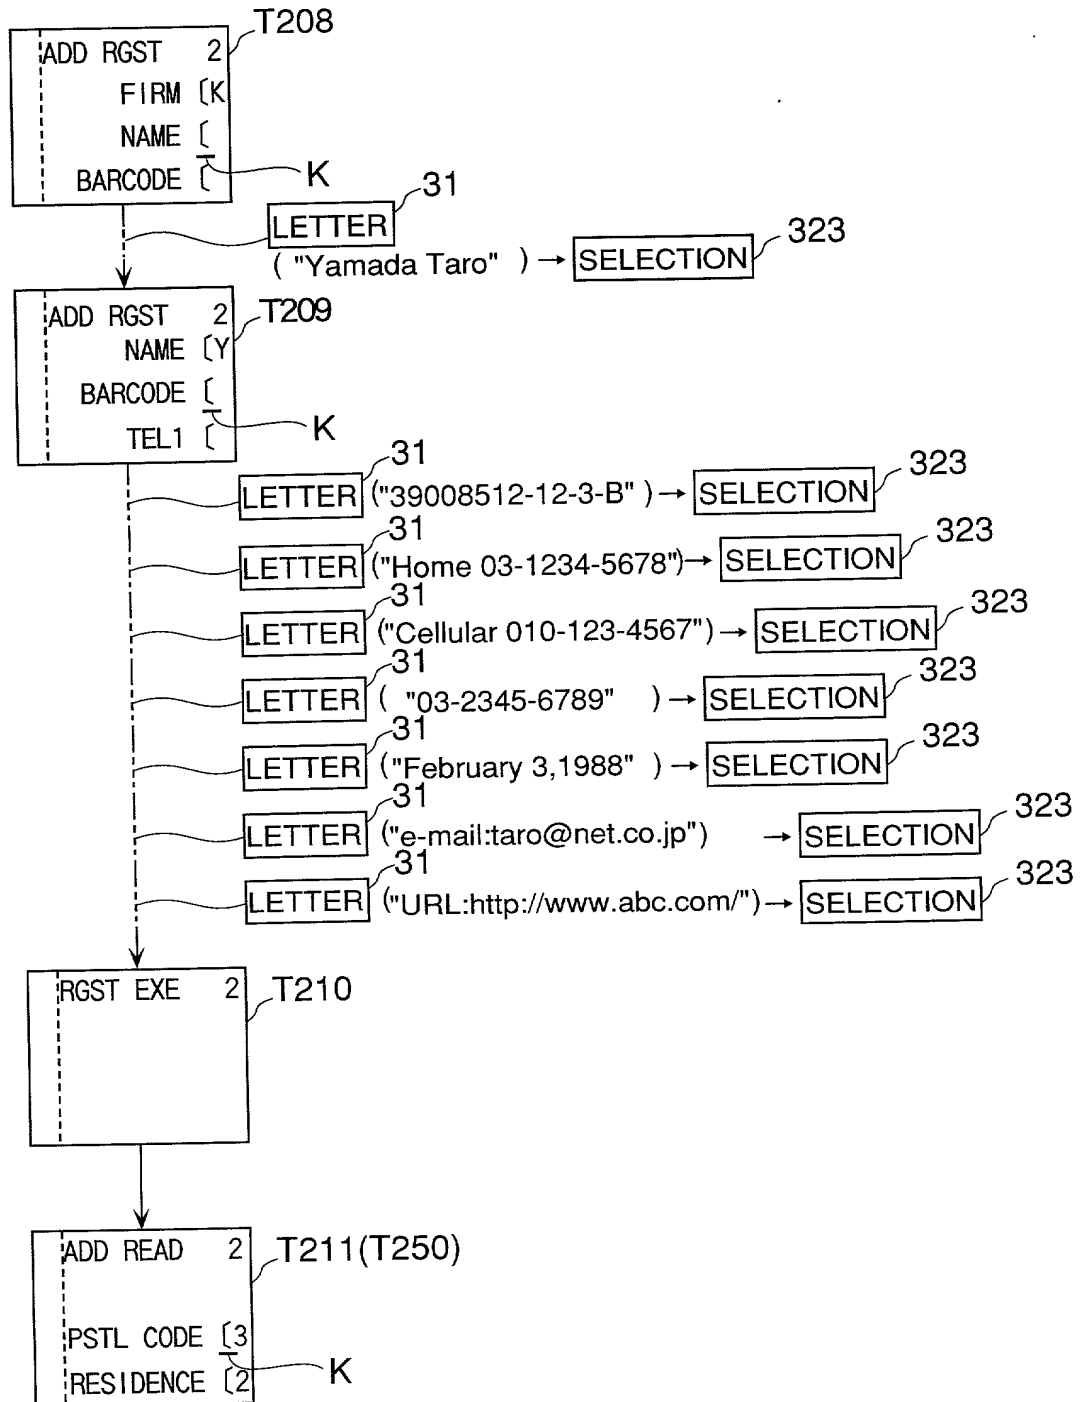 T208
ADD RGST 2
FIRM [K
NAME [
BARCODE [
K
31
LETTER
( "Yamada Taro" ) → SELECTION 323
T209
ADD RGST 2
NAME [Y
BARCODE [
TEL1 [
K
31
LETTER ("39008512-12-3-B" ) → SELECTION 323
31
LETTER ("Home 03-1234-5678") → SELECTION 323
31
LETTER ("Cellular 010-123-4567") → SELECTION 323
31
LETTER ( "03-2345-6789" ) → SELECTION 323
31
LETTER ("February 3,1988" ) → SELECTION 323
31
LETTER ("e-mail:taro@net.co.jp") → SELECTION 323
31
LETTER ("URL:http://www.abc.com/") → SELECTION 323
RGST EXE 2
T210
ADD READ 2
T211(T250)
PSTL CODE [3
K
RESIDENCE [2